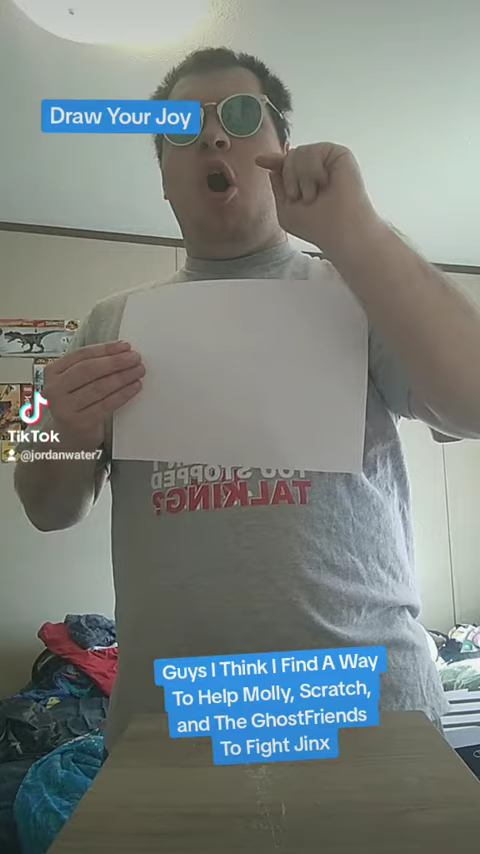 Draw Your Joy
TikTok
@jordanwater7
YOU STOPPED
TALKING?
Guys I Think I Find A Way
To Help Molly, Scratch,
and The GhostFriends
To Fight Jinx